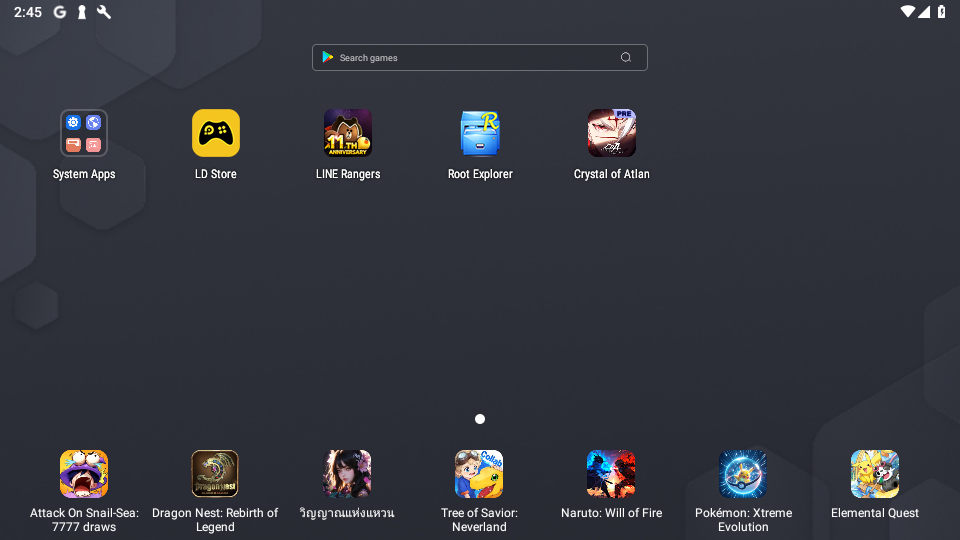 2:45
Search games
PRE
11TH
ANNIVERSARY
System Apps
LD Store
LINE Rangers
Root Explorer
Crystal of Atlan
Collab
Attack On Snail-Sea:
7777 draws
Dragon Nest: Rebirth of
Legend
วิญญาณแห่งแหวน
Tree of Savior:
Neverland
Naruto: Will of Fire
Pokémon: Xtreme
Evolution
Elemental Quest